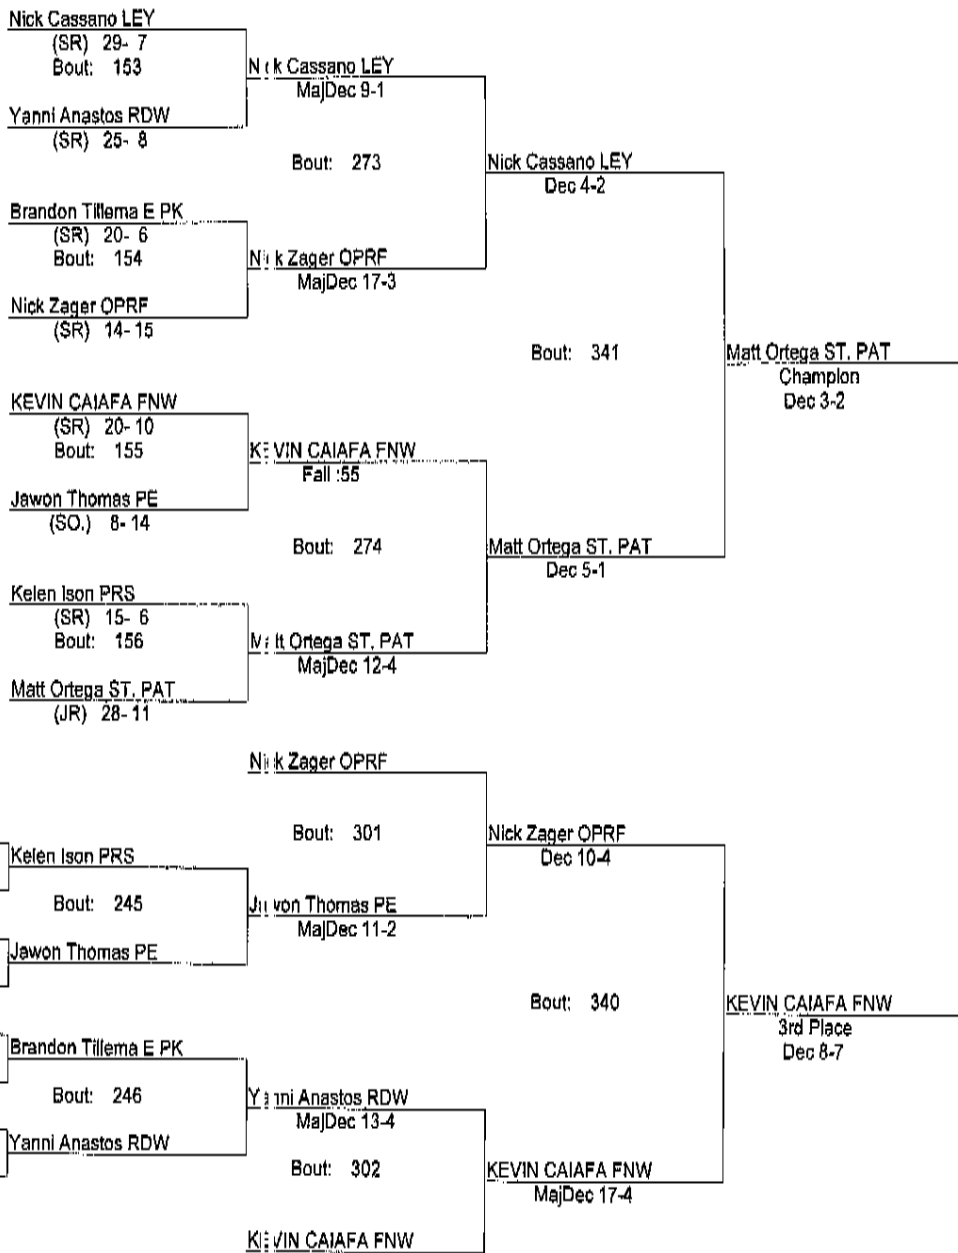 Nick Cassano LEY
(SR) 29- 7
Bout: 153
Nick Cassano LEY
MajDec 9-1
Yanni Anastos RDW
(SR) 25- 8
Bout: 273
Nick Cassano LEY
Dec 4-2
Brandon Tillema E PK
(SR) 20- 6
Bout: 154
Nick Zager OPRF
MajDec 17-3
Nick Zager OPRF
(SR) 14- 15
Bout: 341
Matt Ortega ST. PAT
Champion
Dec 3-2
KEVIN CAIAFA FNW
(SR) 20- 10
Bout: 155
KEVIN CAIAFA FNW
Fall :55
Jawon Thomas PE
(SO.) 8- 14
Bout: 274
Matt Ortega ST. PAT
Dec 5-1
Kelen Ison PRS
(SR) 15- 6
Bout: 156
Matt Ortega ST. PAT
MajDec 12-4
Matt Ortega ST. PAT
(JR) 28- 11
Nick Zager OPRF
Bout: 301
Nick Zager OPRF
Dec 10-4
Kelen Ison PRS
Bout: 245
Jawon Thomas PE
MajDec 11-2
Jawon Thomas PE
Bout: 340
KEVIN CAIAFA FNW
3rd Place
Dec 8-7
Brandon Tillema E PK
Bout: 246
Yanni Anastos RDW
MajDec 13-4
Yanni Anastos RDW
Bout: 302
KEVIN CAIAFA FNW
MajDec 17-4
KEVIN CAIAFA FNW